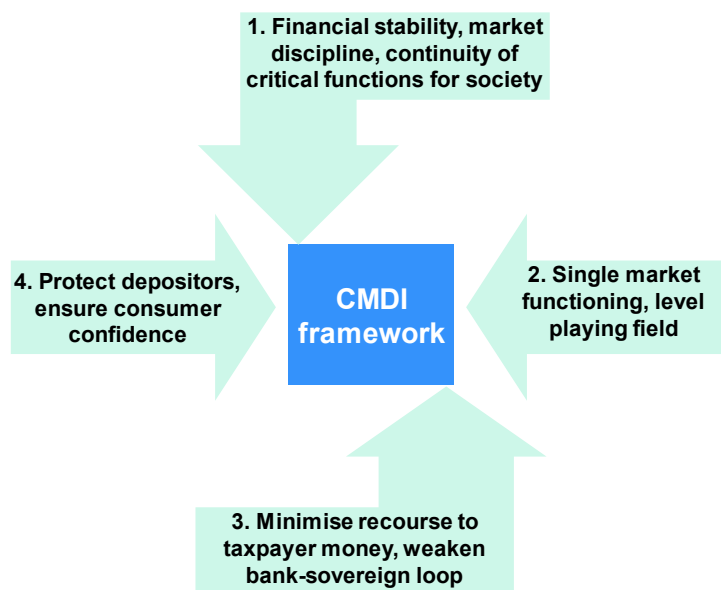 1. Financial stability, market
discipline, continuity of
critical functions for society
4. Protect depositors,
ensure consumer
confidence
CMDI
framework
2. Single market
functioning, level
playing field
3. Minimise recourse to
taxpayer money, weaken
bank-sovereign loop